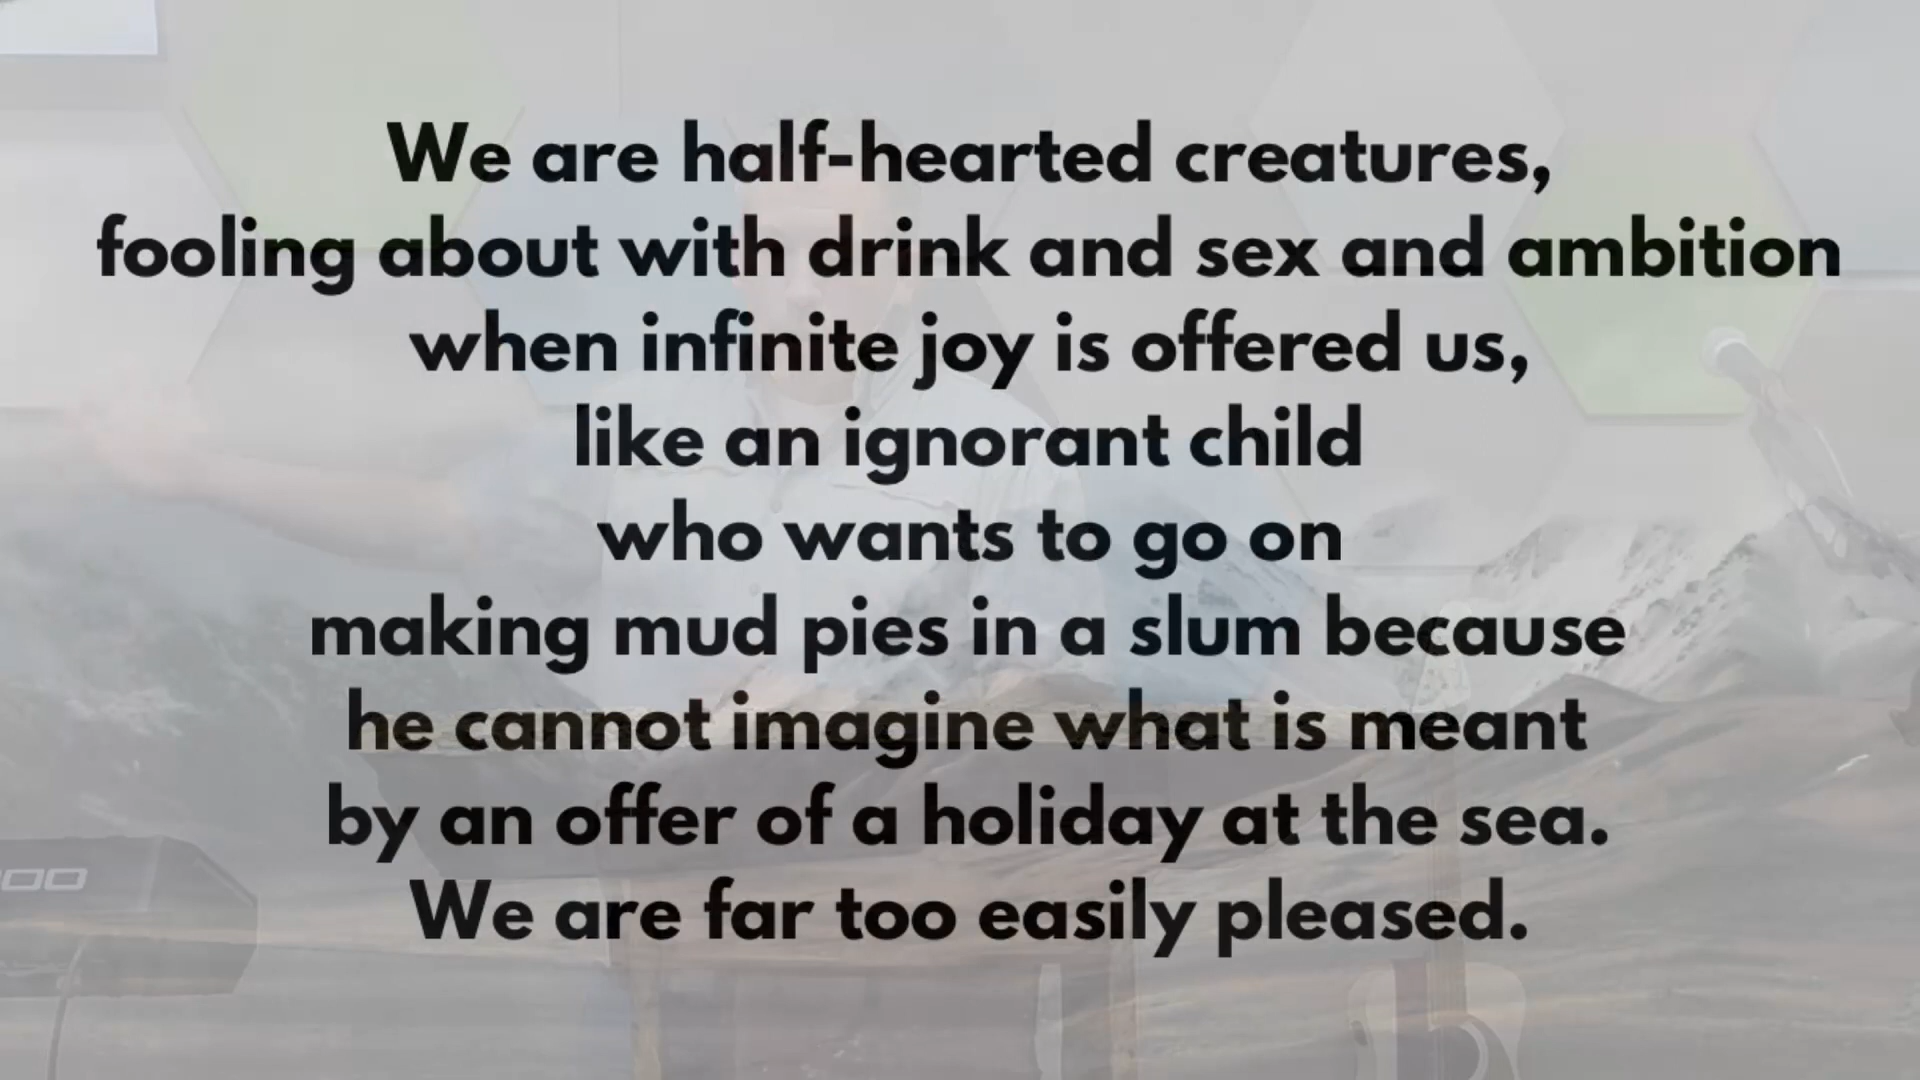 We are half-hearted creatures,
fooling about with drink and sex and ambition
when infinite joy is offered us,
like an ignorant child
who wants to go on
making mud pies in a slum because
he cannot imagine what is meant
by an offer of a holiday at the sea.
We are far too easily pleased.
00